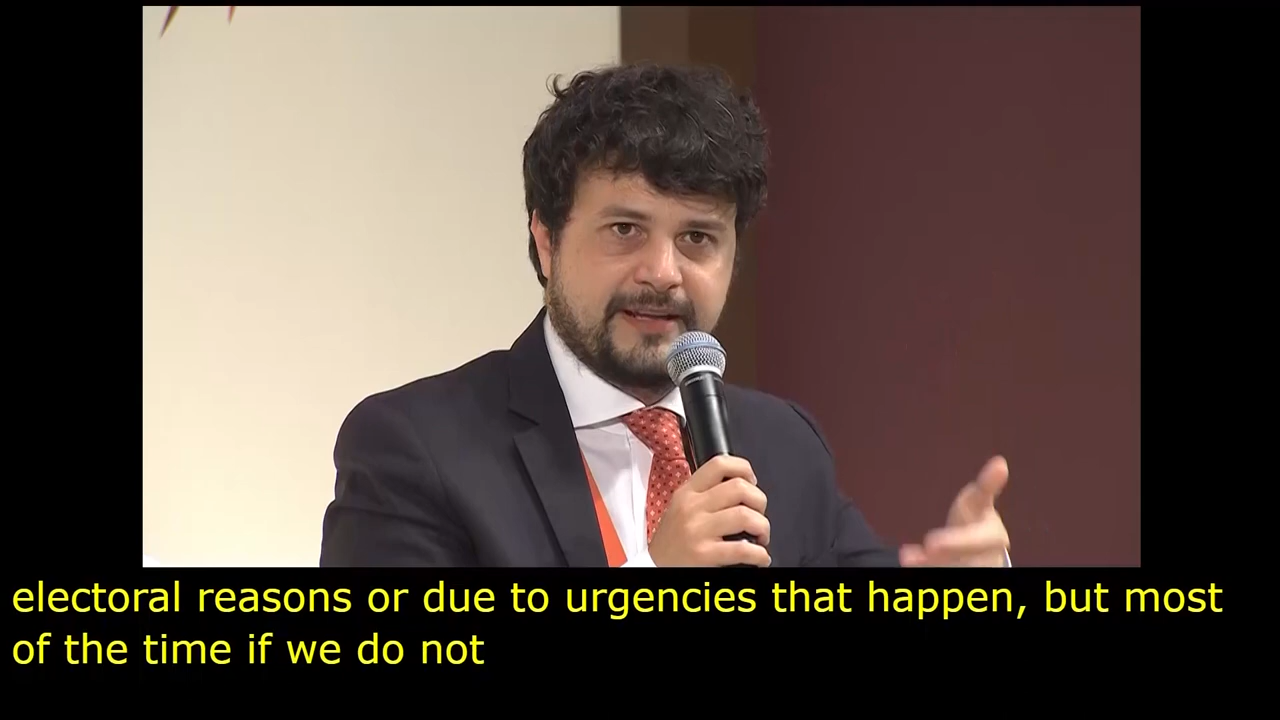 electoral reasons or due to urgencies that happen, but most
of the time if we do not